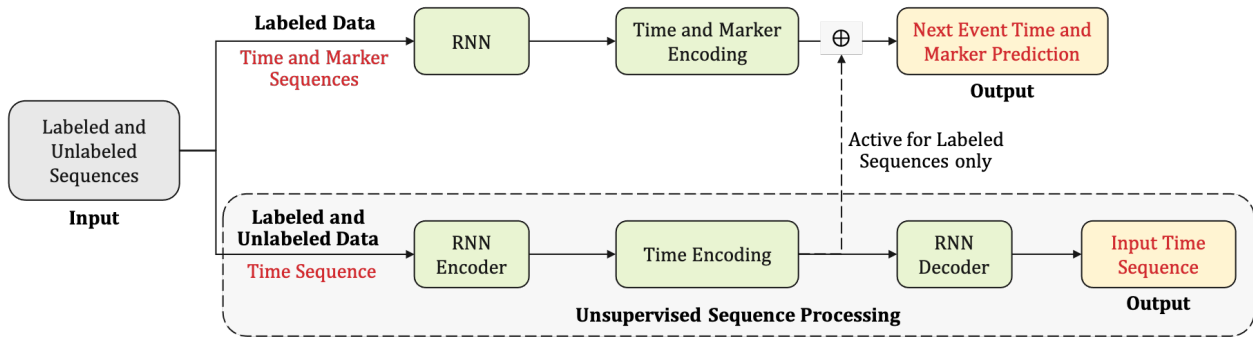 Labeled and
Unlabeled
Sequences
Input
Labeled Data
Time and Marker
Sequences
RNN
Time and Marker
Encoding
⊕
Next Event Time and
Marker Prediction
Output
Active for Labeled
Sequences only
Labeled and
Unlabeled Data
Time Sequence
RNN
Encoder
Time Encoding
RNN
Decoder
Input Time
Sequence
Output
Unsupervised Sequence Processing